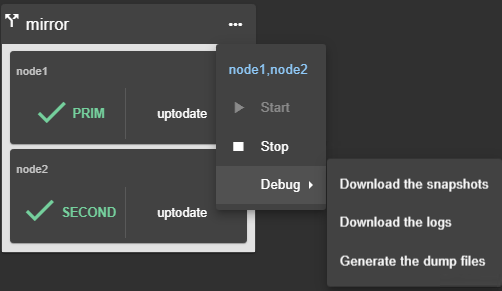 mirror
node1
PRIM
uptodate
node2
SECOND
uptodate
node1,node2
Start
Stop
Debug
Download the snapshots
Download the logs
Generate the dump files